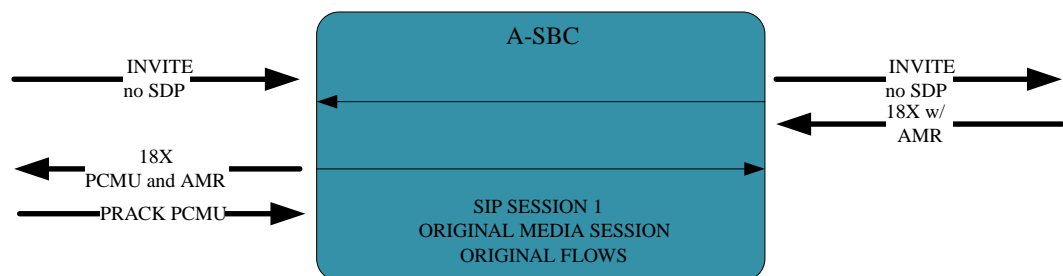 A-SBC
INVITE
no SDP
INVITE
no SDP
18X w/
AMR
18X
PCMU and AMR
PRACK PCMU
SIP SESSION 1
ORIGINAL MEDIA SESSION
ORIGINAL FLOWS